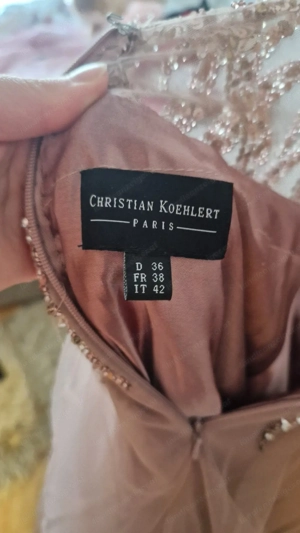 CHRISTIAN KOEHLERT
PARIS
D 36
FR 38
IT 42